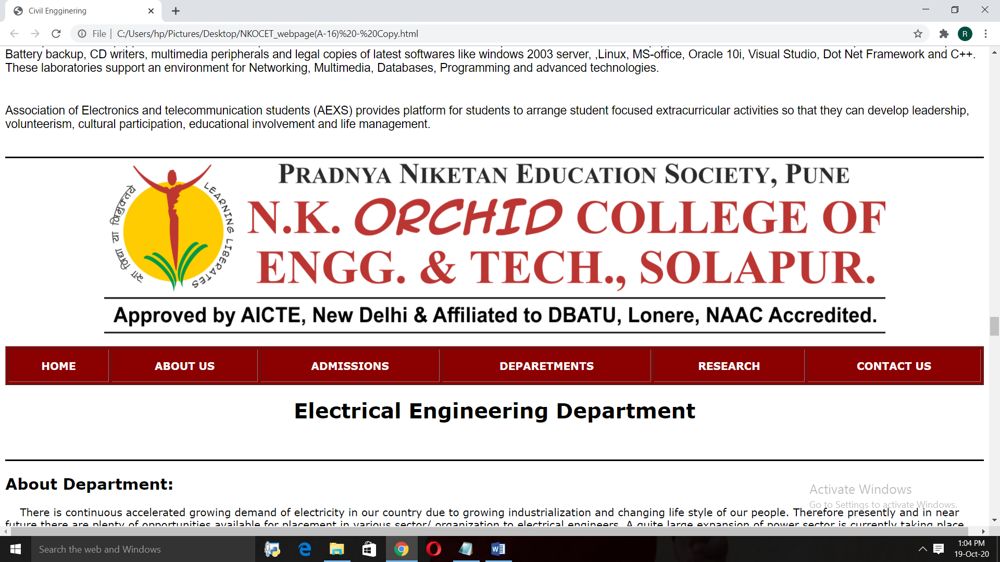 Civil Engginering
File
C:/Users/hp/Pictures/Desktop/NKOCET_webpage(A-16)%20-%20Copy.html
R
Battery backup, CD writers, multimedia peripherals and legal copies of latest softwares like windows 2003 server, ,Linux, MS-office, Oracle 10i, Visual Studio, Dot Net Framework and C++.
These laboratories support an environment for Networking, Multimedia, Databases, Programming and advanced technologies.
Association of Electronics and telecommunication students (AEXS) provides platform for students to arrange student focused extracurricular activities so that they can develop leadership,
volunteerism, cultural participation, educational involvement and life management.
सा विद्या या विमुक्तये
LEARNING LIBERATES
PRADNYA NIKETAN EDUCATION SOCIETY, PUNE
N.K. ORCHID COLLEGE OF
ENGG. & TECH., SOLAPUR.
Approved by AICTE, New Delhi & Affiliated to DBATU, Lonere, NAAC Accredited.
HOME ABOUT US ADMISSIONS DEPARETMENTS RESEARCH CONTACT US
Electrical Engineering Department
About Department:
There is continuous accelerated growing demand of electricity in our country due to growing industrialization and changing life style of our people. Therefore presently and in near
future there are plenty of opportunities available for placement in various sector/ organization to electrical engineers. A quite large expansion of power sector is currently taking place
Activate Windows
Go to Settings to activate Windows.
Search the web and Windows
1:04 PM
19-Oct-20